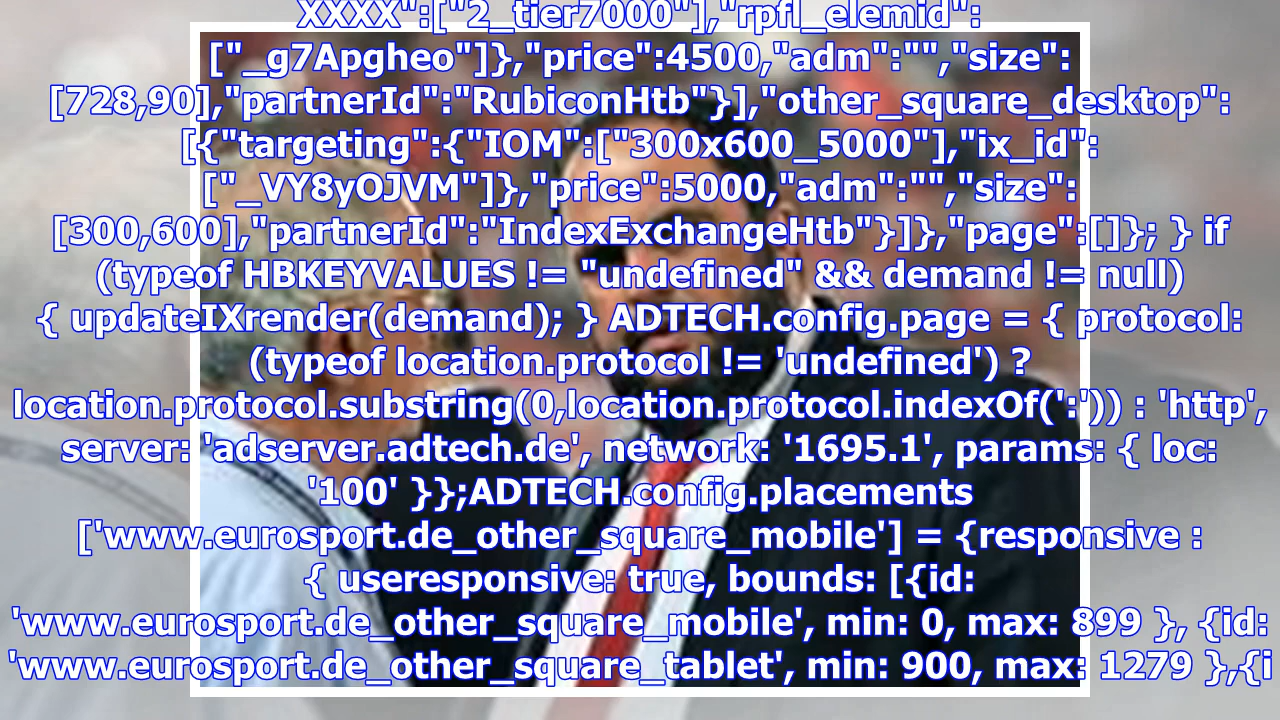 XXXX":["2_tier7000"],"rpfl_elemid":
["_g7Apgheo"]},"price":4500,"adm":"","size":
[728,90],"partnerId":"RubiconHtb"}],"other_square_desktop":
[{"targeting":{"IOM":["300x600_5000"],"ix_id":
["_VY8yOJVM"]},"price":5000,"adm":"","size":
[300,600],"partnerId":"IndexExchangeHtb"}]},"page":[]}; } if
(typeof HBKEYVALUES != "undefined" && demand != null)
{ updateIXrender(demand); } ADTECH.config.page = { protocol:
(typeof location.protocol != 'undefined') ?
location.protocol.substring(0,location.protocol.indexOf(':')) : 'http',
server: 'adserver.adtech.de', network: '1695.1', params: { loc:
'100' }};ADTECH.config.placements
['www.eurosport.de_other_square_mobile'] = {responsive :
{ useresponsive: true, bounds: [{id:
'www.eurosport.de_other_square_mobile', min: 0, max: 899 }, {id:
'www.eurosport.de_other_square_tablet', min: 900, max: 1279 },{i